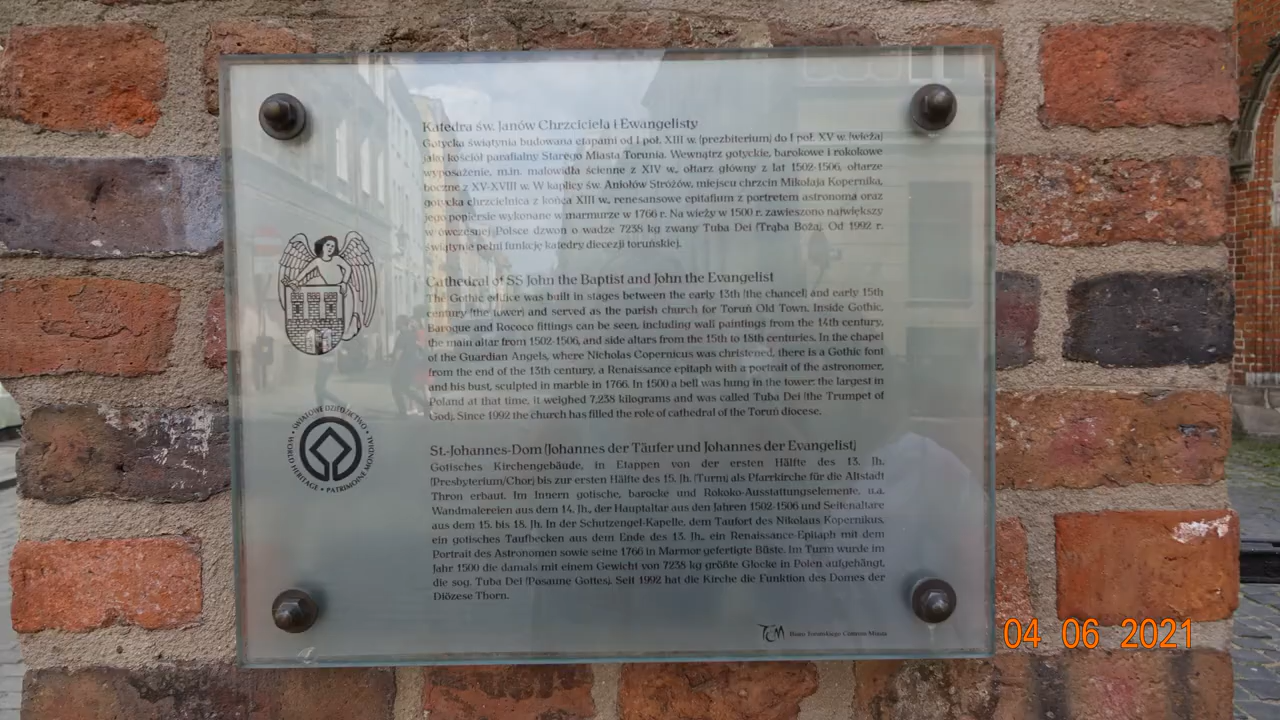 Katedra św. Janów Chrzciciela i Ewangelisty
Gotycka świątynia budowana etapami od I poł. XIII w. (prezbiterium) do I poł. XV w. (wieża)
jako kościół parafialny Starego Miasta Torunia. Wewnątrz gotyckie, barokowe i rokokowe
wyposażenie, m.in. malowidła ścienne z XIV w., ołtarz główny z lat 1502-1506, ołtarze
boczne z XV-XVIII w. W kaplicy św. Aniołów Stróżów, miejscu chrzcin Mikołaja Kopernika,
gotycka chrzcielnica z końca XIII w., renesansowe epitafium z portretem astronoma oraz
jego popiersie wykonane w marmurze w 1766 r. Na wieży w 1500 r. zawieszono największy
w ówczesnej Polsce dzwon o wadze 7238 kg zwany Tuba Dei (Trąba Boża). Od 1992 r.
świątynie pełni funkcję katedry diecezji toruńskiej.
Cathedral of SS John the Baptist and John the Evangelist
The Gothic edifice was built in stages between the early 13th (the chancel) and early 15th
century (the tower) and served as the parish church for Toruń Old Town. Inside Gothic,
Baroque and Rococo fittings can be seen, including wall paintings from the 14th century,
the main altar from 1502-1506, and side altars from the 15th to 18th centuries. In the chapel
of the Guardian Angels, where Nicholas Copernicus was christened, there is a Gothic font
from the end of the 13th century, a Renaissance epitaph with a portrait of the astronomer,
and his bust, sculpted in marble in 1766. In 1500 a bell was hung in the tower: the largest in
Poland at that time, it weighed 7,238 kilograms and was called Tuba Dei (the Trumpet of
God). Since 1992 the church has filled the role of cathedral of the Toruń diocese.
ŚWIATOWE DZIEDZICTWO • WORLD HERITAGE • PATRIMOINE MONDIAL
St.-Johannes-Dom (Johannes der Täufer und Johannes der Evangelist)
Gotisches Kirchengebäude, in Etappen von der ersten Hälfte des 13. Jh.
(Presbyterium/Chor) bis zur ersten Hälfte des 15. Jh. (Turm) als Pfarrkirche für die Altstadt
Thron erbaut. Im Innern gotische, barocke und Rokoko-Ausstattungselemente, u.a.
Wandmalereien aus dem 14. Jh., der Hauptaltar aus den Jahren 1502-1506 und Seitenaltäre
aus dem 15. bis 18. Jh. In der Schutzengel-Kapelle, dem Taufort des Nikolaus Kopernikus,
ein gotisches Taufbecken aus dem Ende des 13. Jh., ein Renaissance-Epitaph mit dem
Portrait des Astronomen sowie seine 1766 in Marmor gefertigte Büste. Im Turm wurde im
Jahr 1500 die damals mit einem Gewicht von 7238 kg größte Glocke in Polen aufgehängt,
die sog. Tuba Dei (Posaune Gottes). Seit 1992 hat die Kirche die Funktion des Domes der
Diözese Thorn.
Biuro Toruńskiego Centrum Miasta
04 06 2021